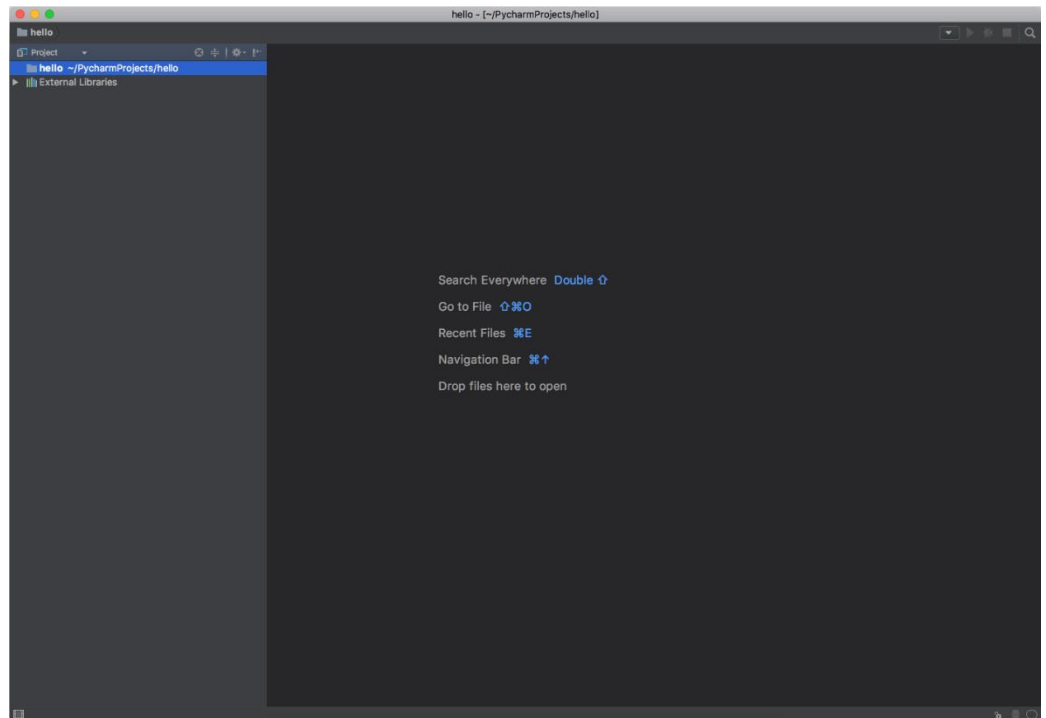 hello - [~/PycharmProjects/hello]
hello
Project
hello ~/PycharmProjects/hello
External Libraries
Search Everywhere Double ⇧
Go to File ⇧⌘O
Recent Files ⌘E
Navigation Bar ⌘↑
Drop files here to open